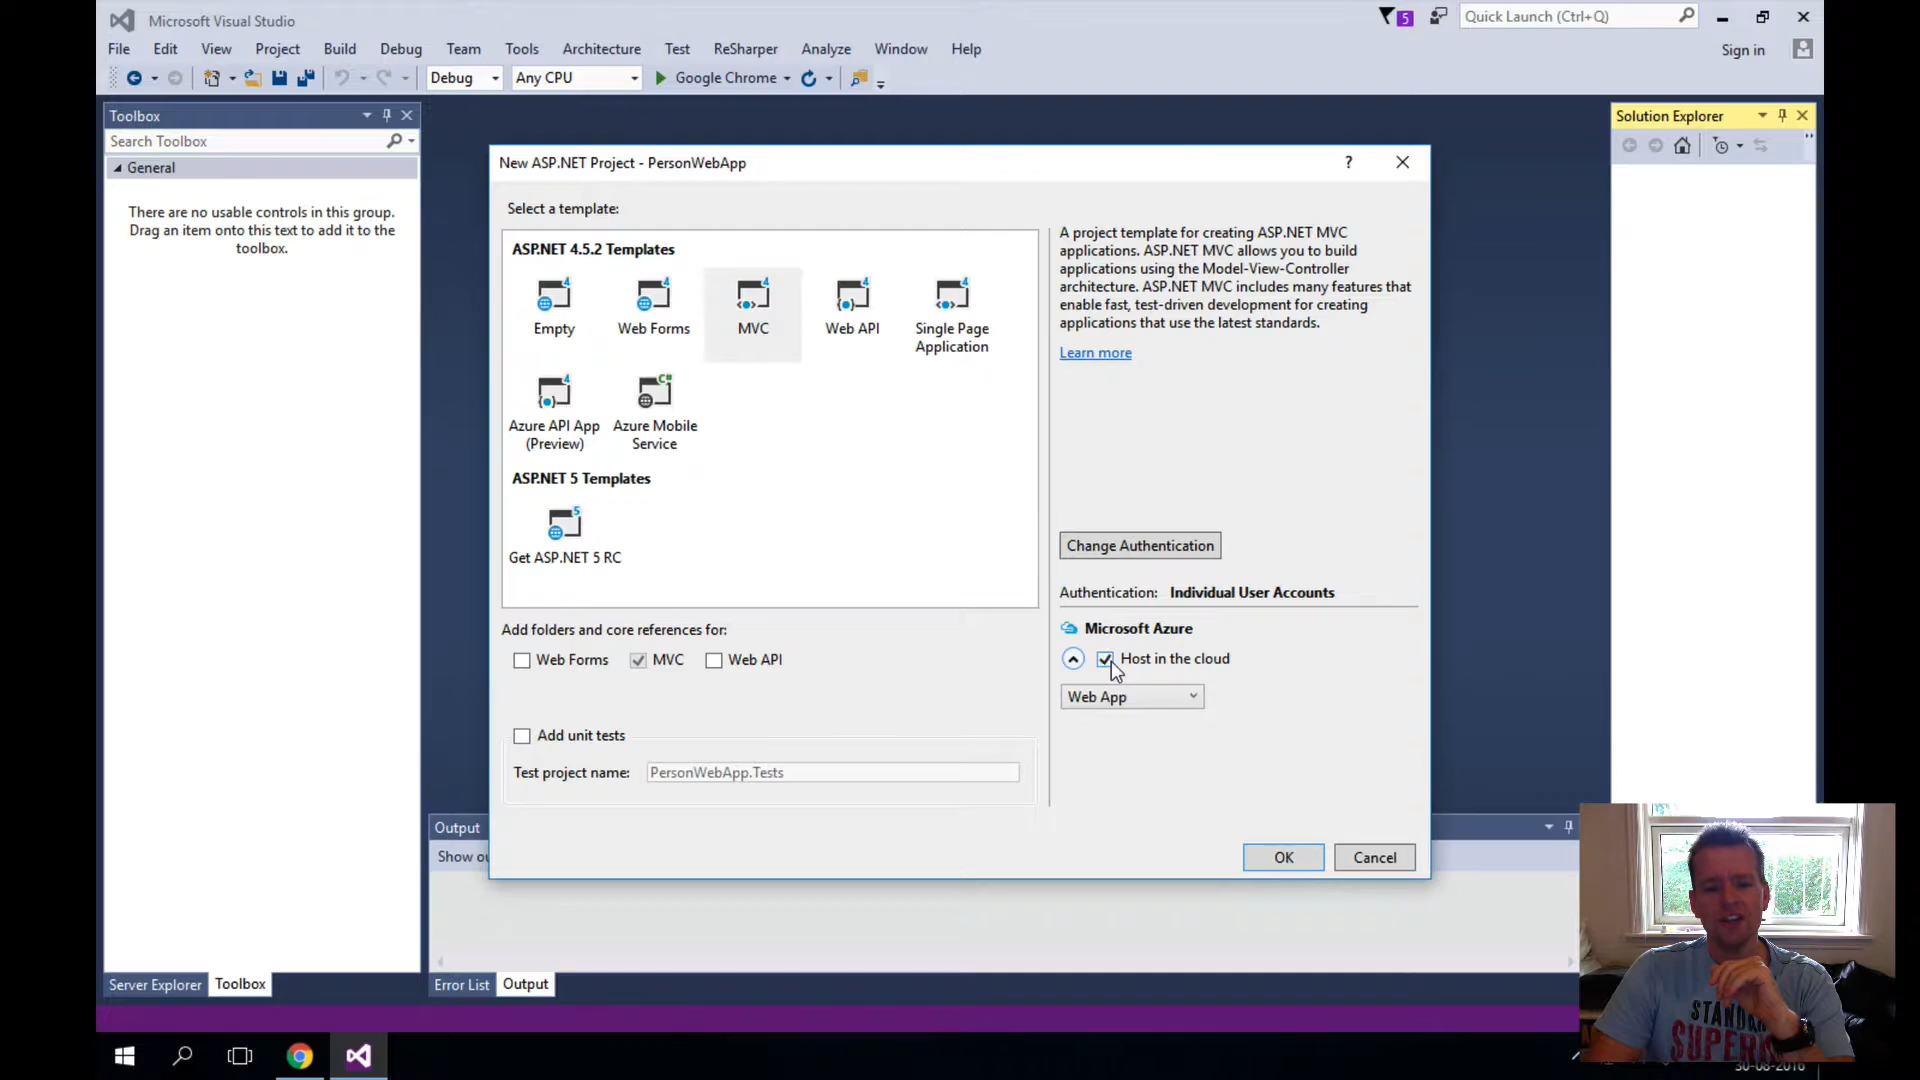 Microsoft Visual Studio
5
Quick Launch (Ctrl+Q)
File Edit View Project Build Debug Team Tools Architecture Test ReSharper Analyze Window Help
Sign in
Debug Any CPU Google Chrome
Toolbox
Search Toolbox
General
There are no usable controls in this group.
Drag an item onto this text to add it to the
toolbox.
Solution Explorer
New ASP.NET Project - PersonWebApp
?
Select a template:
ASP.NET 4.5.2 Templates
Empty
Web Forms
MVC
Web API
Single Page
Application
Azure API App
(Preview)
Azure Mobile
Service
ASP.NET 5 Templates
Get ASP.NET 5 RC
A project template for creating ASP.NET MVC
applications. ASP.NET MVC allows you to build
applications using the Model-View-Controller
architecture. ASP.NET MVC includes many features that
enable fast, test-driven development for creating
applications that use the latest standards.
Learn more
Change Authentication
Authentication: Individual User Accounts
Microsoft Azure
Host in the cloud
Web App
Add folders and core references for:
Web Forms MVC Web API
Add unit tests
Test project name: PersonWebApp.Tests
OK Cancel
Output
Show ou
Server Explorer Toolbox
Error List Output
STAND
SUPER
30-08-2016